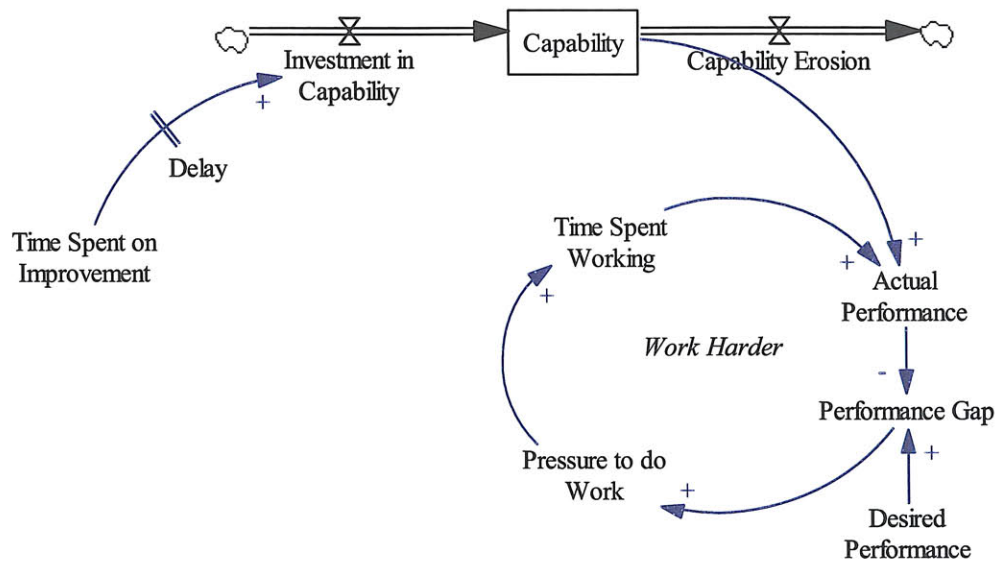 Capability
Investment in
Capability
Capability Erosion
+
Delay
Time Spent on
Improvement
Time Spent
Working
+
+
+
Actual
Performance
Work Harder
-
Performance Gap
Pressure to do
Work
+
+
Desired
Performance